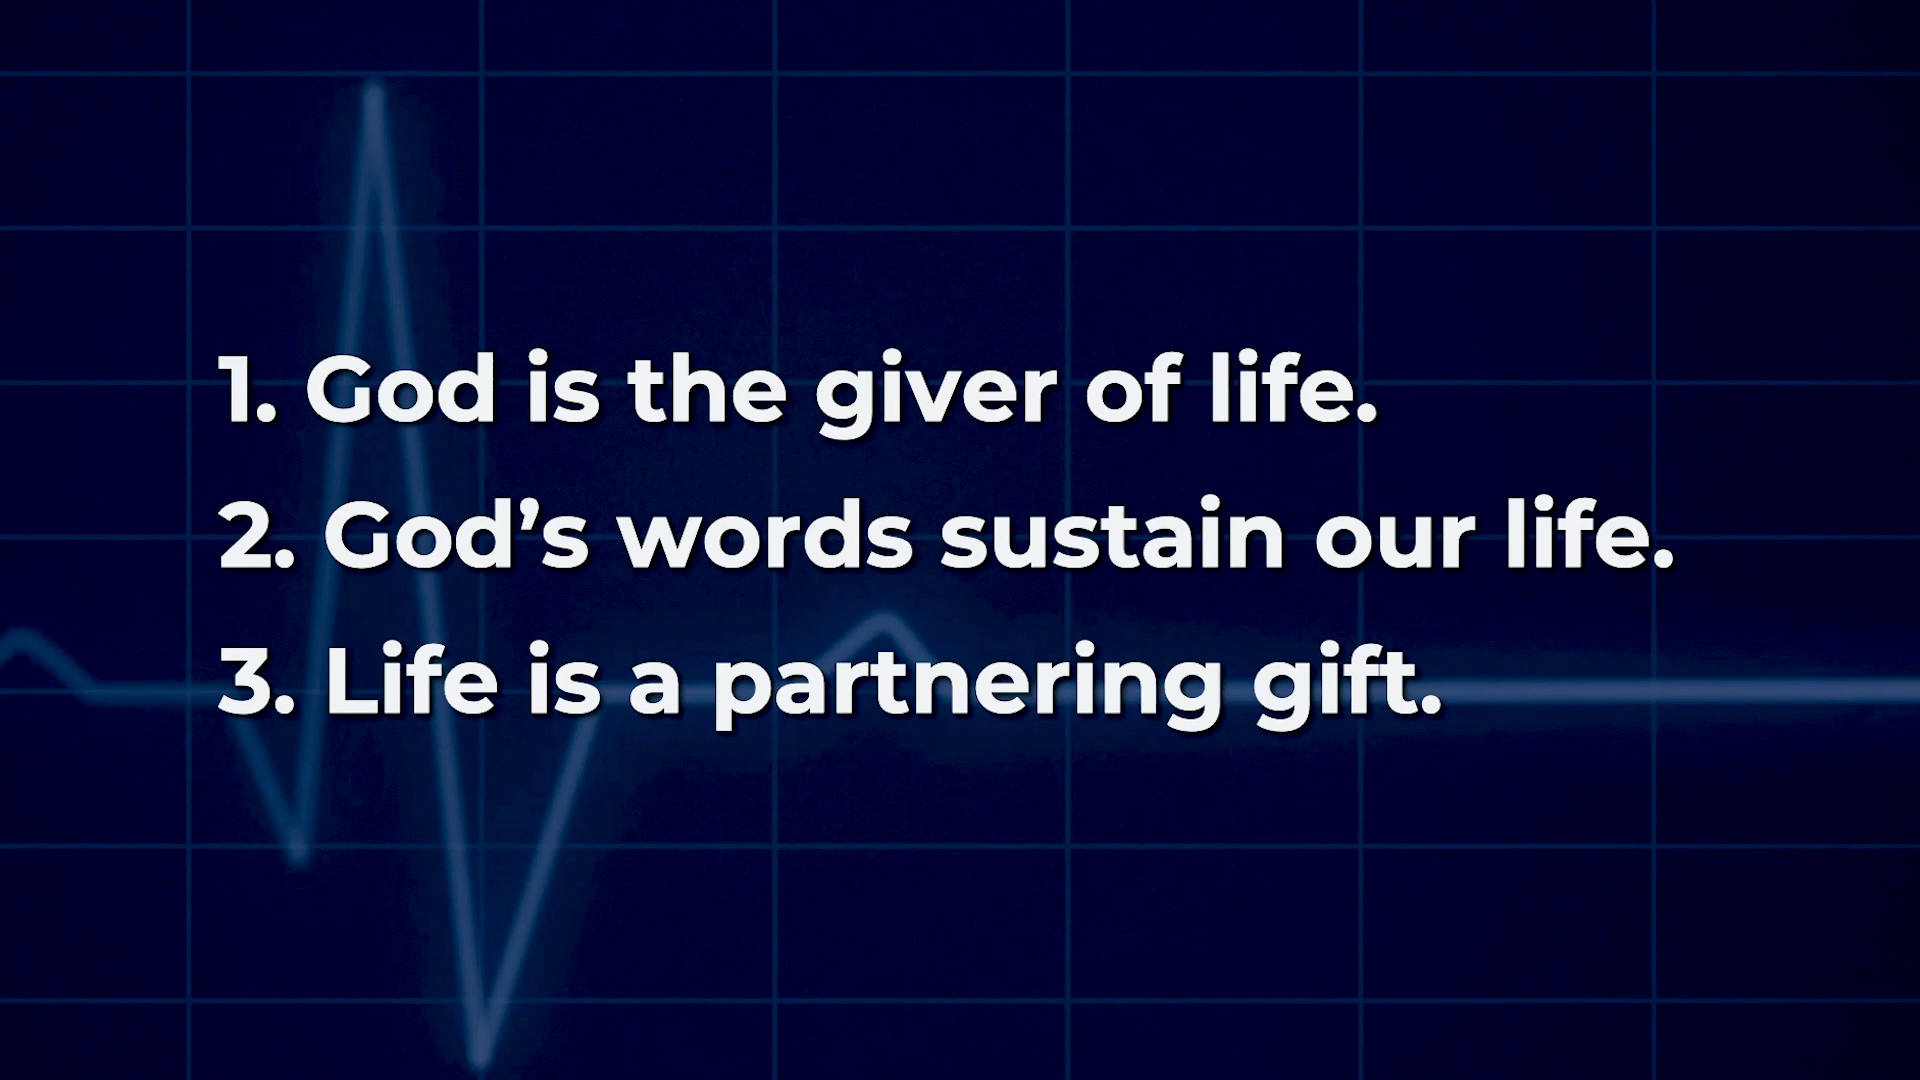 1. God is the giver of life.
2. God’s words sustain our life.
3. Life is a partnering gift.